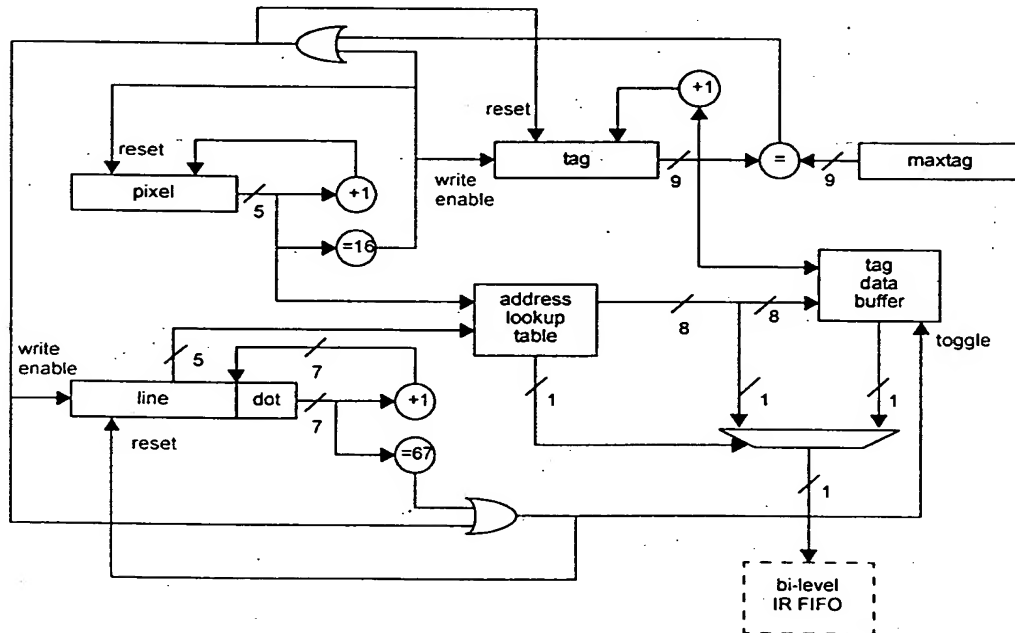 +1
reset
reset
tag
=
maxtag
9
9
write
enable
pixel
5
+1
=16
address
lookup
table
8
8
tag
data
buffer
toggle
write
enable
5
7
line
dot
7
+1
1
1
1
reset
=67
1
bi-level
IR FIFO